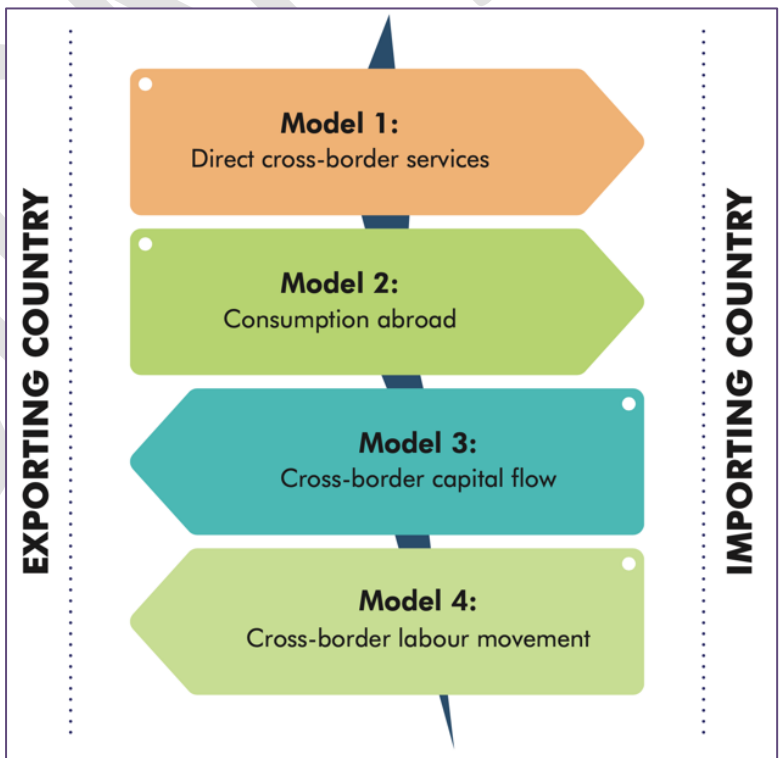 EXPORTING COUNTRY
Model 1:
Direct cross-border services
Model 2:
Consumption abroad
Model 3:
Cross-border capital flow
Model 4:
Cross-border labour movement
IMPORTING COUNTRY